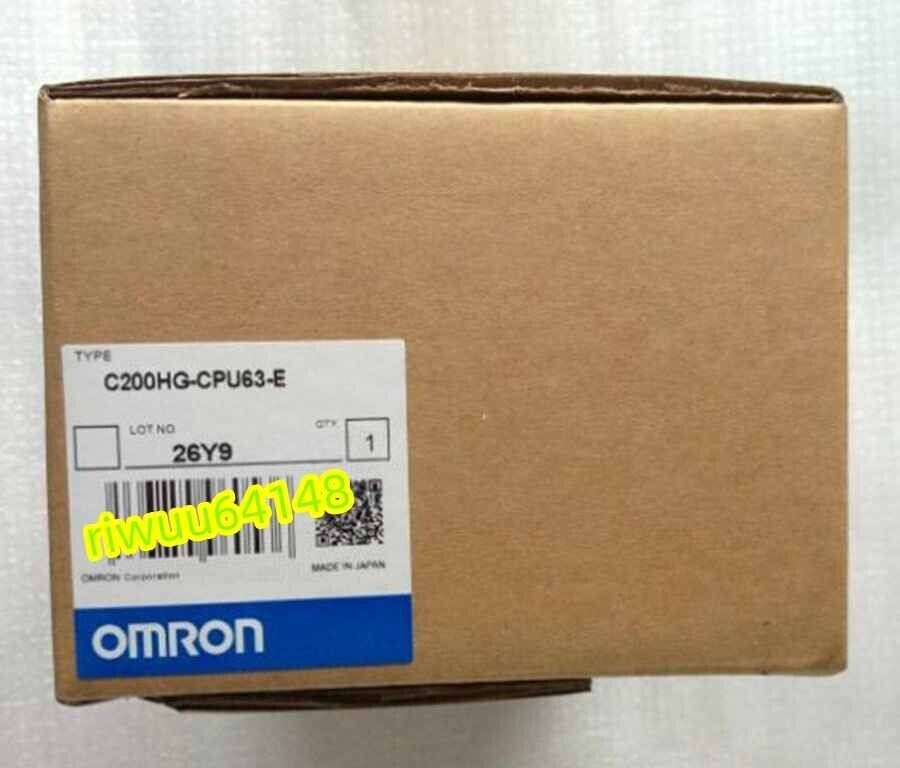 TYPE
C200HG-CPU63-E
LOT NO.
QTY.
26Y9
1
riwuu64148
OMRON Corporation
MADE IN JAPAN
OMRON